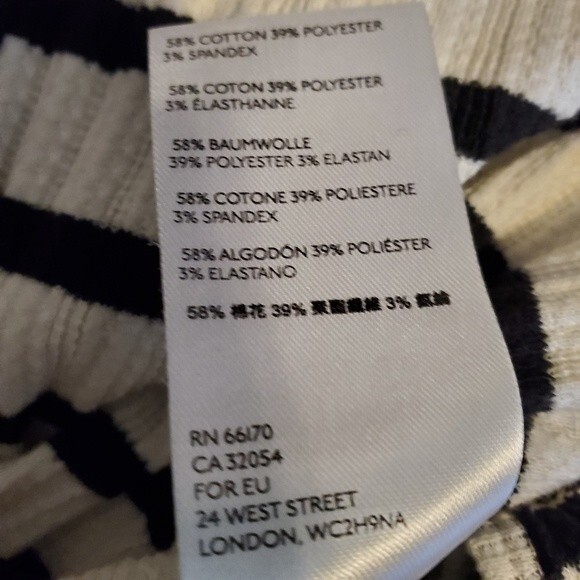 58% COTTON 39% POLYESTER
3% SPANDEX
58% COTON 39% POLYESTER
3% ÉLASTHANNE
58% BAUMWOLLE
39% POLYESTER 3% ELASTAN
58% COTONE 39% POLIESTERE
3% SPANDEX
58% ALGODÓN 39% POLIÉSTER
3% ELASTANO
58% 棉花 39% 聚酯纖維 3%
RN 66170
CA 32054
FOR EU
24 WEST STREET
LONDON, WC2H9NA